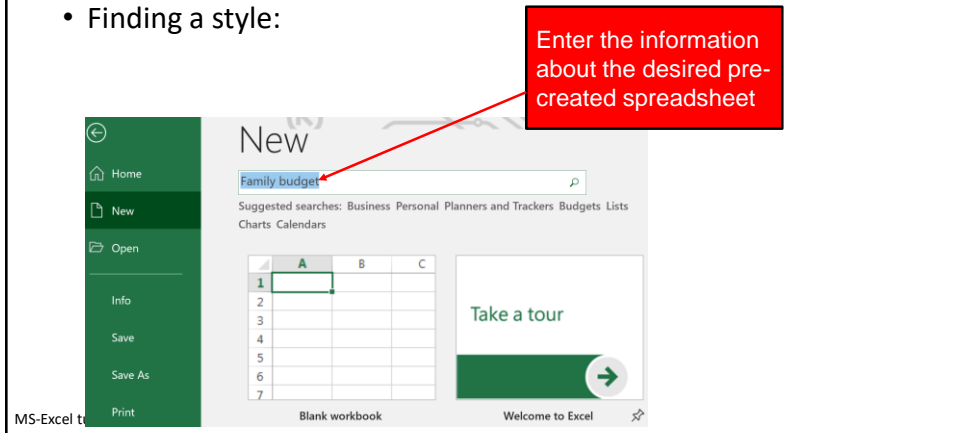 • Finding a style:
Enter the information
about the desired pre-
created spreadsheet
New
Family budget
Suggested searches: Business Personal Planners and Trackers Budgets Lists
Charts Calendars
Home
New
Open
Info
Save
Save As
Print
A B C
1
2
3
4
5
6
7
Take a tour
Blank workbook
Welcome to Excel
MS-Excel